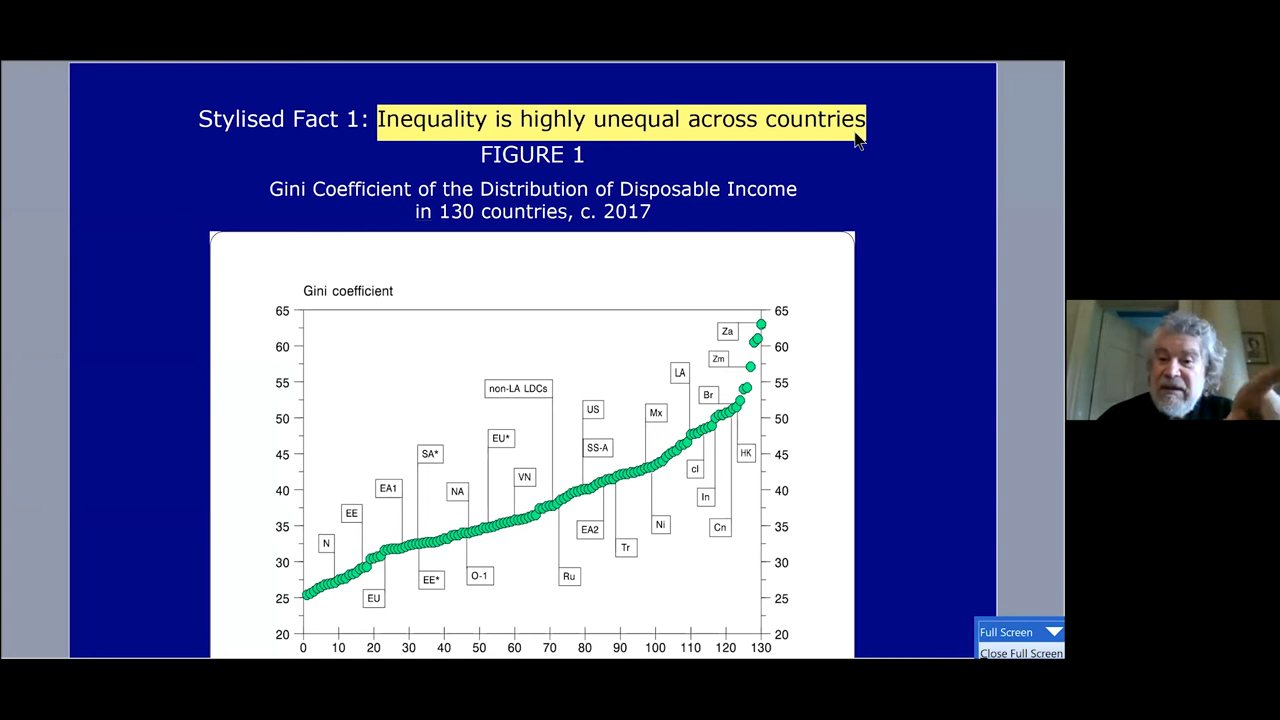 Stylised Fact 1: Inequality is highly unequal across countries
FIGURE 1
Gini Coefficient of the Distribution of Disposable Income
in 130 countries, c. 2017
Gini coefficient
65 65
Za
60 60
Zm
LA
55 non-LA LDCs Br 55
US Mx
50 50
EU*
SS-A
45 SA* HK 45
VN cl
40 EA1 NA In 40
EE
35 EA2 Ni Cn 35
N Tr
30 EE* O-1 Ru 30
25 EU 25
20 20
0 10 20 30 40 50 60 70 80 90 100 110 120 130
Full Screen
Close Full Screen